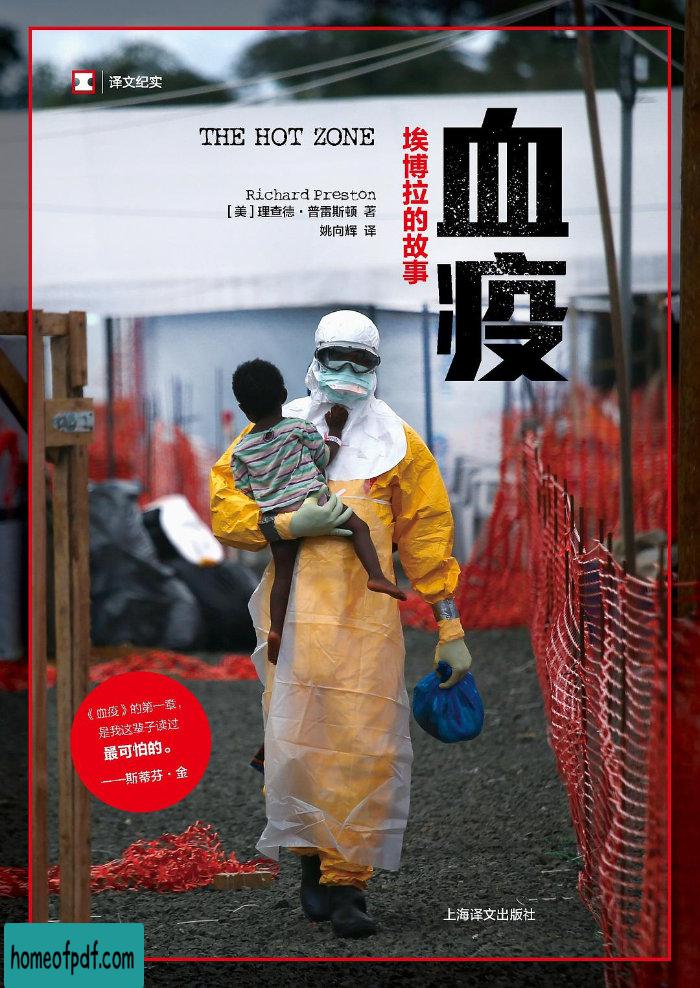 译文纪实
THE HOT ZONE
血疫
埃博拉的故事
Richard Preston
［美］理查德·普雷斯顿 著
姚向辉 译
《血疫》的第一章，
是我这辈子读过
最可怕的。
——斯蒂芬·金
上海译文出版社
homeofpdf.com